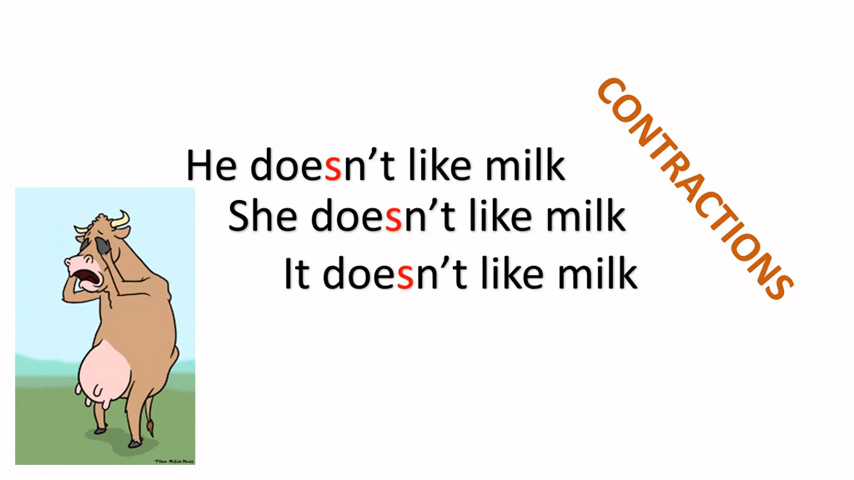 CONTRACTIONS
He doesn’t like milk
She doesn’t like milk
It doesn’t like milk